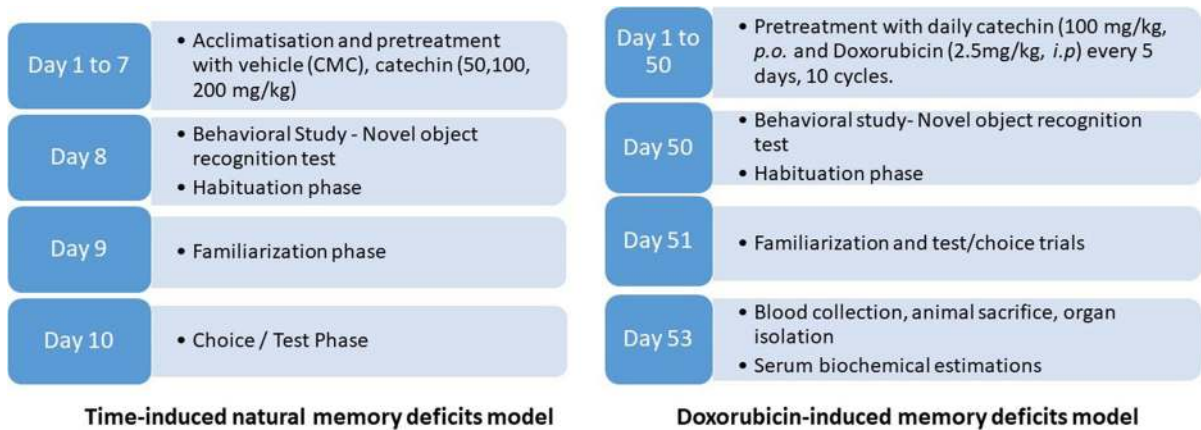 Day 1 to 7
• Acclimatisation and pretreatment
with vehicle (CMC), catechin (50,100,
200 mg/kg)
Day 8
• Behavioral Study - Novel object
recognition test
• Habituation phase
Day 9
• Familiarization phase
Day 10
• Choice / Test Phase
Time-induced natural memory deficits model
Day 1 to
50
• Pretreatment with daily catechin (100 mg/kg,
p.o. and Doxorubicin (2.5mg/kg, i.p) every 5
days, 10 cycles.
Day 50
• Behavioral study- Novel object recognition
test
• Habituation phase
Day 51
• Familiarization and test/choice trials
Day 53
• Blood collection, animal sacrifice, organ
isolation
• Serum biochemical estimations
Doxorubicin-induced memory deficits model